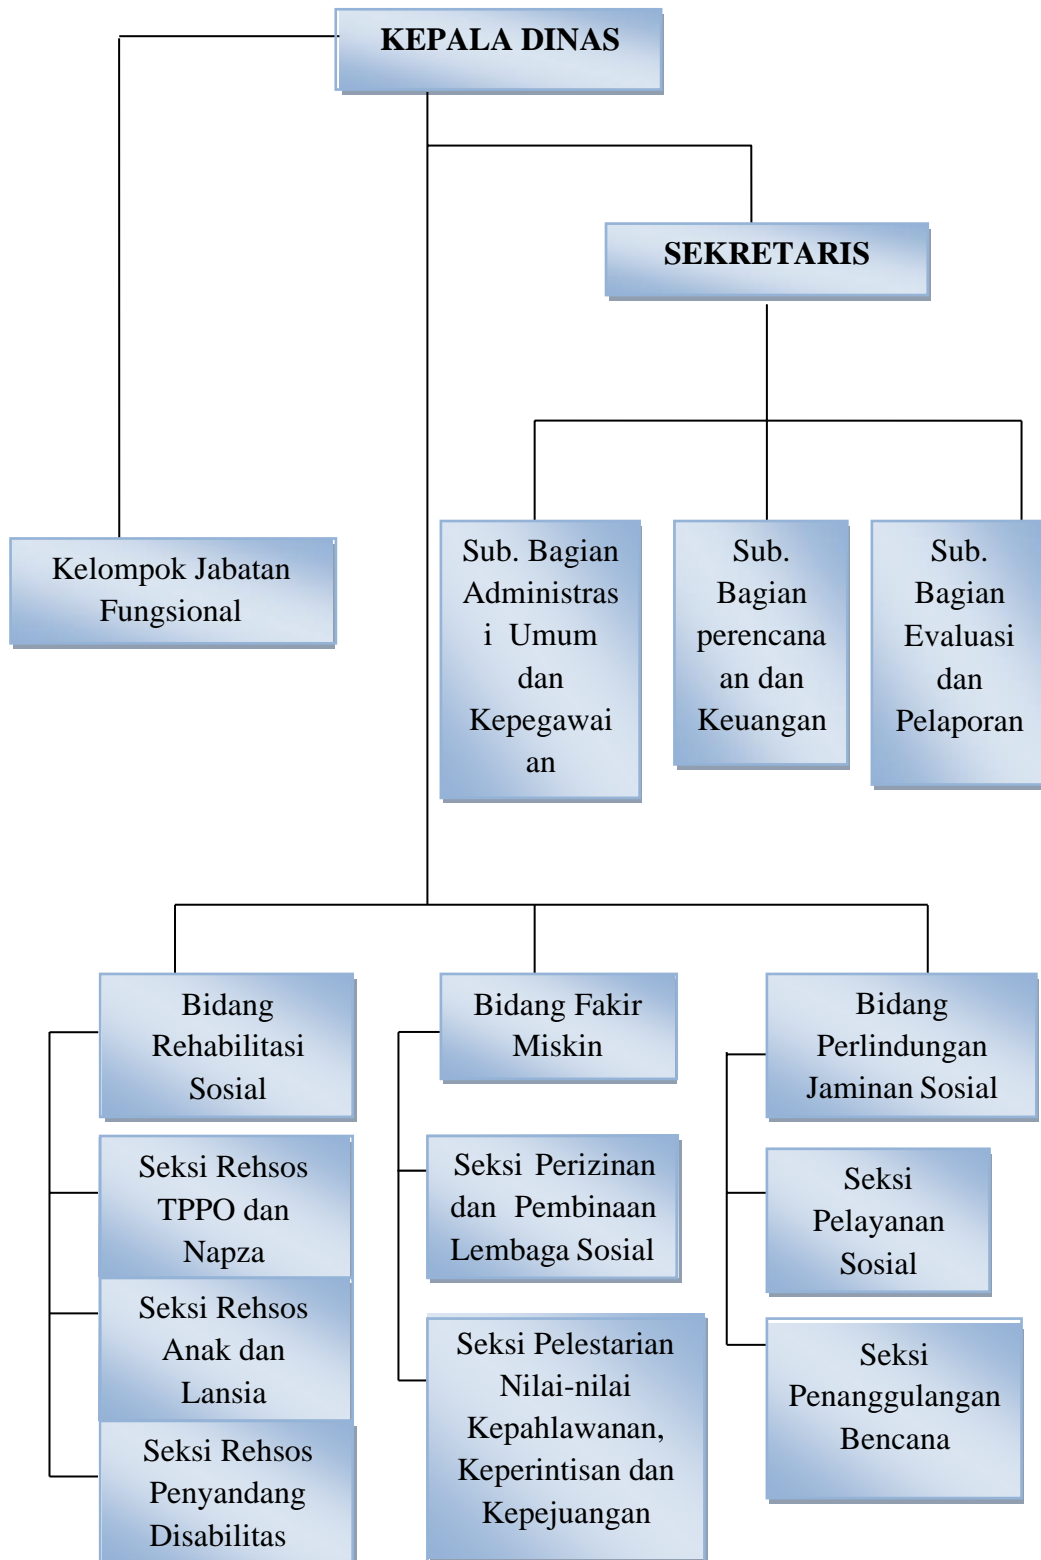 KEPALA DINAS
SEKRETARIS
Kelompok Jabatan
Fungsional
Sub. Bagian
Administras
i Umum
dan
Kepegawai
an
Sub.
Bagian
perencana
an dan
Keuangan
Sub.
Bagian
Evaluasi
dan
Pelaporan
Bidang
Rehabilitasi
Sosial
Seksi Rehsos
TPPO dan
Napza
Seksi Rehsos
Anak dan
Lansia
Seksi Rehsos
Penyandang
Disabilitas
Bidang Fakir
Miskin
Seksi Perizinan
dan Pembinaan
Lembaga Sosial
Seksi Pelestarian
Nilai-nilai
Kepahlawanan,
Keperintisan dan
Kepejuangan
Bidang
Perlindungan
Jaminan Sosial
Seksi
Pelayanan
Sosial
Seksi
Penanggulangan
Bencana